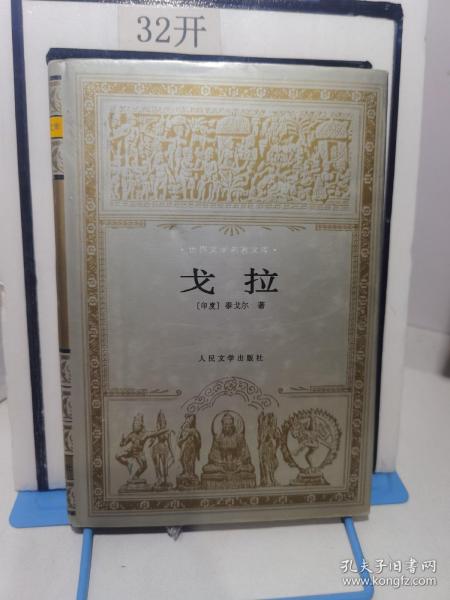 32开
·世界文学名著文库·
戈拉
〔印度〕泰戈尔 著
人民文学出版社
孔夫子旧书网
www.kongfz.com